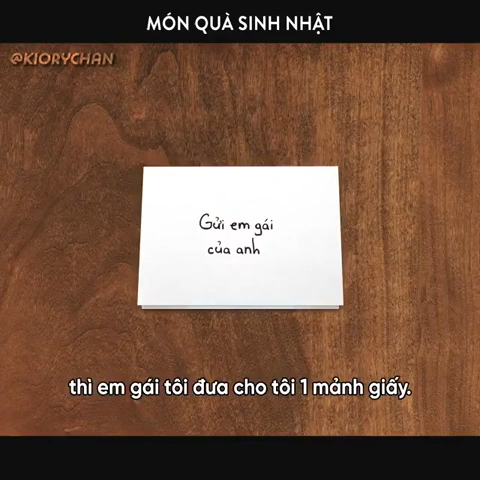 MÓN QUÀ SINH NHẬT
@KIORYCHAN
Gửi em gái
của anh
thì em gái tôi đưa cho tôi 1 mảnh giấy.